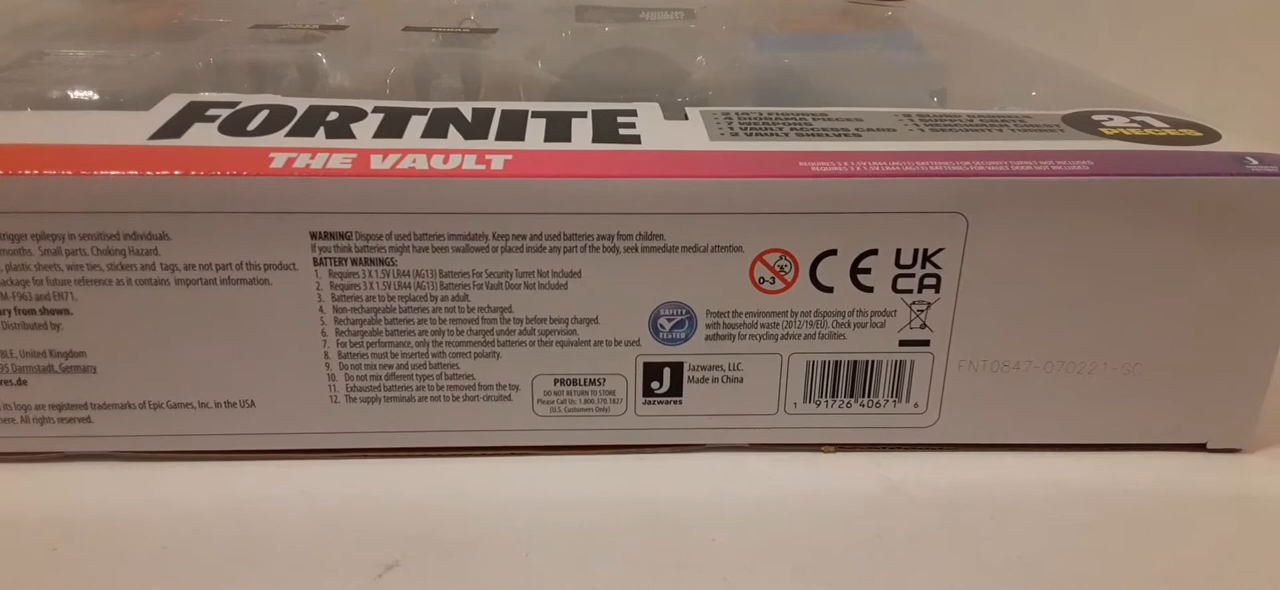 MIDAS
FORTNITE
THE VAULT
- 2 (4") FIGURES
- 4 DIORAMA PIECES
- 7 WEAPONS
- 1 VAULT ACCESS CARD
- 2 VAULT SHELVES
- 2 SLURP BARRELS
- 1 SUPPLY CRATE
- 1 SECURITY TURRET
21
PIECES
REQUIRES 3 X 1.5V LR44 (AG13) BATTERIES FOR SECURITY TURRET NOT INCLUDED
REQUIRES 3 X 1.5V LR44 (AG13) BATTERIES FOR VAULT DOOR NOT INCLUDED
trigger epilepsy in sensitised individuals.
months. Small parts. Choking Hazard.
, plastic sheets, wire ties, stickers and tags, are not part of this product.
ackage for future reference as it contains important information.
M-F963 and EN71.
ary from shown.
Distributed by:
8LE, United Kingdom
95 Darmstadt, Germany
res.de
its logo are registered trademarks of Epic Games, Inc. in the USA
here. All rights reserved.
WARNING! Dispose of used batteries immidately. Keep new and used batteries away from children.
If you think batteries might have been swallowed or placed inside any part of the body, seek immediate medical attention.
BATTERY WARNINGS:
1. Requires 3 X 1.5V LR44 (AG13) Batteries For Security Turret Not Included
2. Requires 3 X 1.5V LR44 (AG13) Batteries For Vault Door Not Included
3. Batteries are to be replaced by an adult.
4. Non-rechargeable batteries are not to be recharged.
5. Rechargeable batteries are to be removed from the toy before being charged.
6. Rechargeable batteries are only to be charged under adult supervision.
7. For best performance, only the recommended batteries or their equivalent are to be used.
8. Batteries must be inserted with correct polarity.
9. Do not mix new and used batteries.
10. Do not mix different types of batteries.
11. Exhausted batteries are to be removed from the toy.
12. The supply terminals are not to be short-circuited.
PROBLEMS?
DO NOT RETURN TO STORE
Please Call Us: 1.800.370.1827
(U.S. Customers Only)
0-3
CE
UK
CA
SAFETY
TESTED
Protect the environment by not disposing of this product
with household waste (2012/19/EU). Check your local
authority for recycling advice and facilities.
J
Jazwares
Jazwares, LLC.
Made in China
1 91726 40671 6
FNT0847-070221-SC